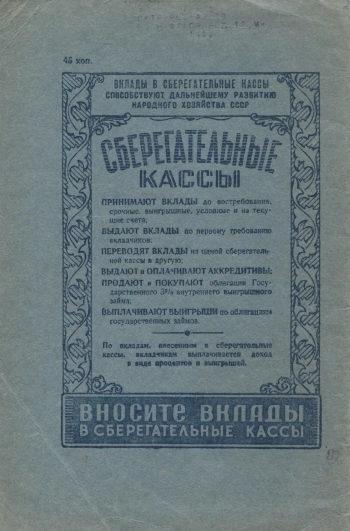 45 коп.
ВКЛАДЫ В СБЕРЕГАТЕЛЬНЫЕ КАССЫ
СПОСОБСТВУЮТ ДАЛЬНЕЙШЕМУ РАЗВИТИЮ
НАРОДНОГО ХОЗЯЙСТВА СССР
СБЕРЕГАТЕЛЬНЫЕ
КАССЫ
ПРИНИМАЮТ ВКЛАДЫ до востребования,
срочные, выигрышные, условные и на теку-
щие счета;
ВЫДАЮТ ВКЛАДЫ по первому требованию
вкладчиков;
ПЕРЕВОДЯТ ВКЛАДЫ из одной сберегатель-
ной кассы в другую;
ВЫДАЮТ и ОПЛАЧИВАЮТ АККРЕДИТИВЫ;
ПРОДАЮТ и ПОКУПАЮТ облигации Госу-
дарственного 3% внутреннего выигрышного
займа;
ВЫПЛАЧИВАЮТ ВЫИГРЫШИ по облигациям
государственных займов.
По вкладам, внесенным в сберегательные
кассы, вкладчикам выплачивается доход
в виде процентов и выигрышей.
ВНОСИТЕ ВКЛАДЫ
В СБЕРЕГАТЕЛЬНЫЕ КАССЫ